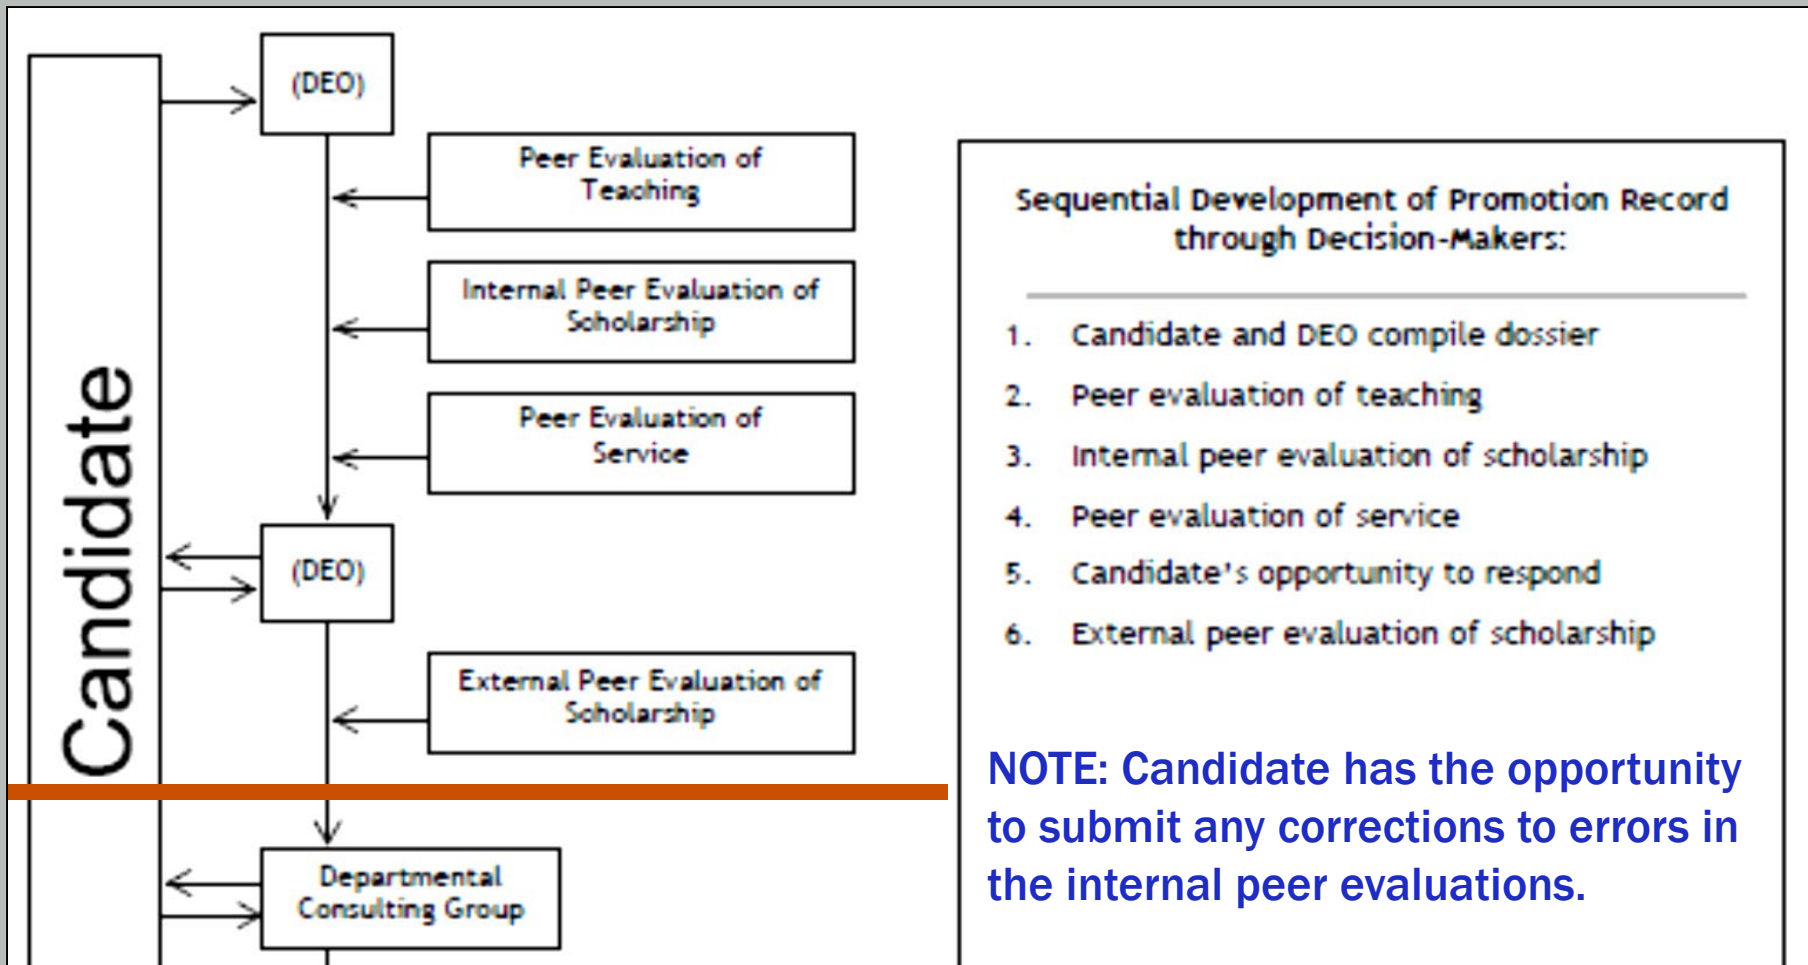 Candidate
(DEO)
Peer Evaluation of
Teaching
Internal Peer Evaluation of
Scholarship
Peer Evaluation of
Service
(DEO)
External Peer Evaluation of
Scholarship
Departmental
Consulting Group
Sequential Development of Promotion Record
through Decision-Makers:
1. Candidate and DEO compile dossier
2. Peer evaluation of teaching
3. Internal peer evaluation of scholarship
4. Peer evaluation of service
5. Candidate's opportunity to respond
6. External peer evaluation of scholarship
NOTE: Candidate has the opportunity
to submit any corrections to errors in
the internal peer evaluations.